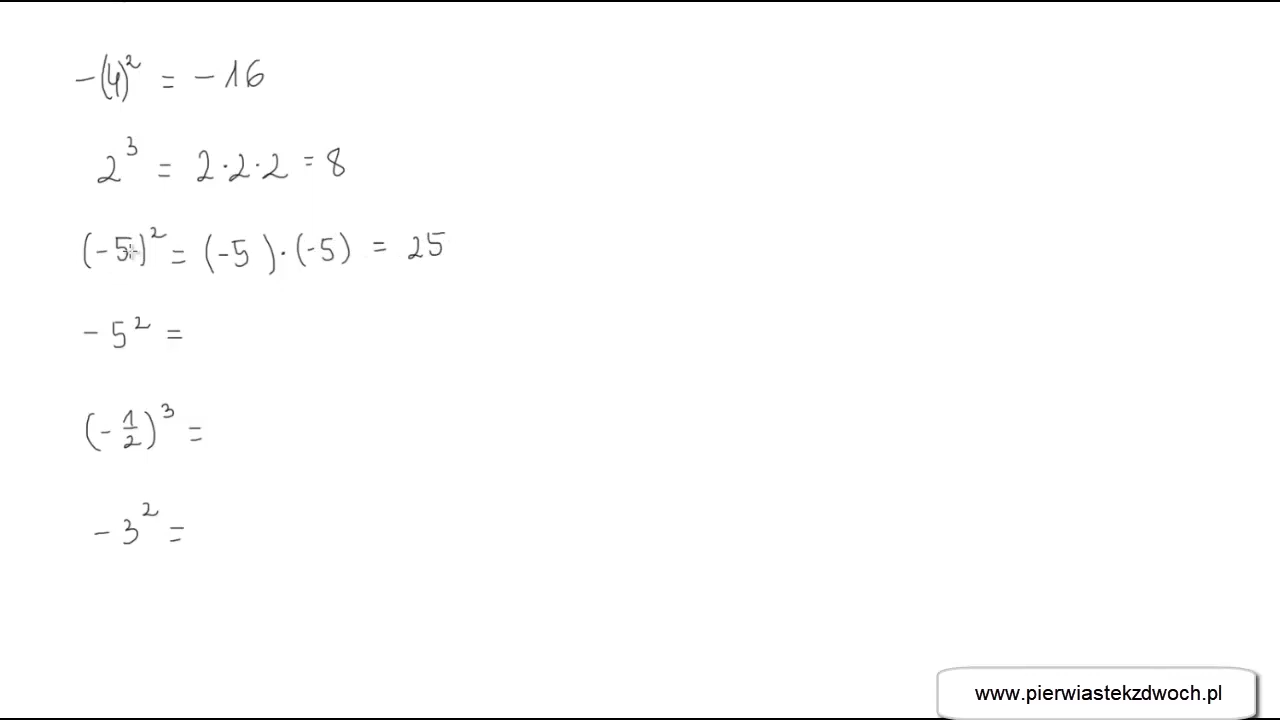 -(4)² = -16
2³ = 2·2·2 = 8
(-5)² = (-5)·(-5) = 25
-5² =
(-1/2)³ =
-3² =
www.pierwiastekzdwoch.pl